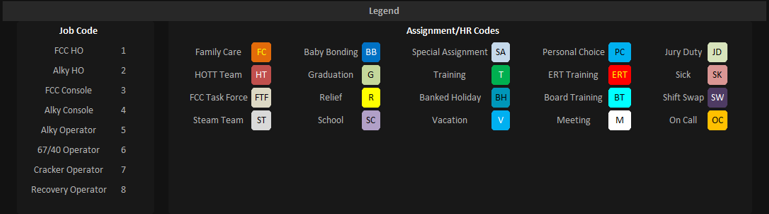 Legend
Job Code
FCC HO 1
Alky HO 2
FCC Console 3
Alky Console 4
Alky Operator 5
67/40 Operator 6
Cracker Operator 7
Recovery Operator 8
Assignment/HR Codes
Family Care FC Baby Bonding BB Special Assignment SA Personal Choice PC Jury Duty JD
HOTT Team HT Graduation G Training T ERT Training ERT Sick SK
FCC Task Force FTF Relief R Banked Holiday BH Board Training BT Shift Swap SW
Steam Team ST School SC Vacation V Meeting M On Call OC